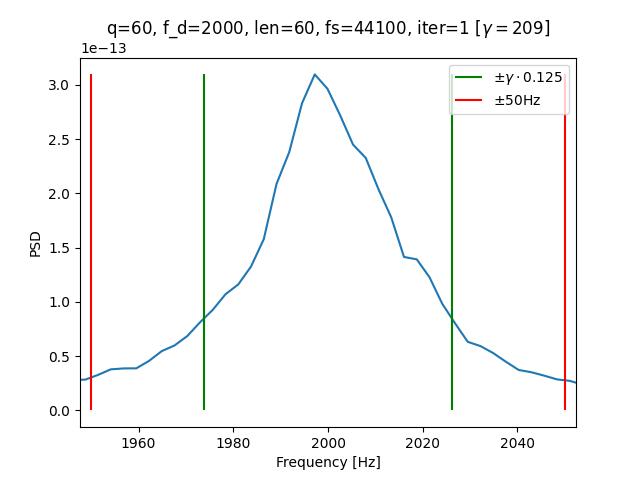 q=60, f_d=2000, len=60, fs=44100, iter=1 [γ = 209]
1e−13
±γ · 0.125
±50Hz
3.0
2.5
2.0
1.5
1.0
0.5
0.0
PSD
1960 1980 2000 2020 2040
Frequency [Hz]